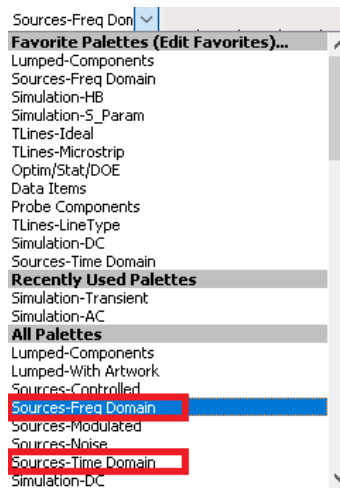 Sources-Freq Don
Favorite Palettes (Edit Favorites)...
Lumped-Components
Sources-Freq Domain
Simulation-HB
Simulation-S_Param
TLines-Ideal
TLines-Microstrip
Optim/Stat/DOE
Data Items
Probe Components
TLines-LineType
Simulation-DC
Sources-Time Domain
Recently Used Palettes
Simulation-Transient
Simulation-AC
All Palettes
Lumped-Components
Lumped-With Artwork
Sources-Controlled
Sources-Freq Domain
Sources-Modulated
Sources-Noise
Sources-Time Domain
Simulation-DC